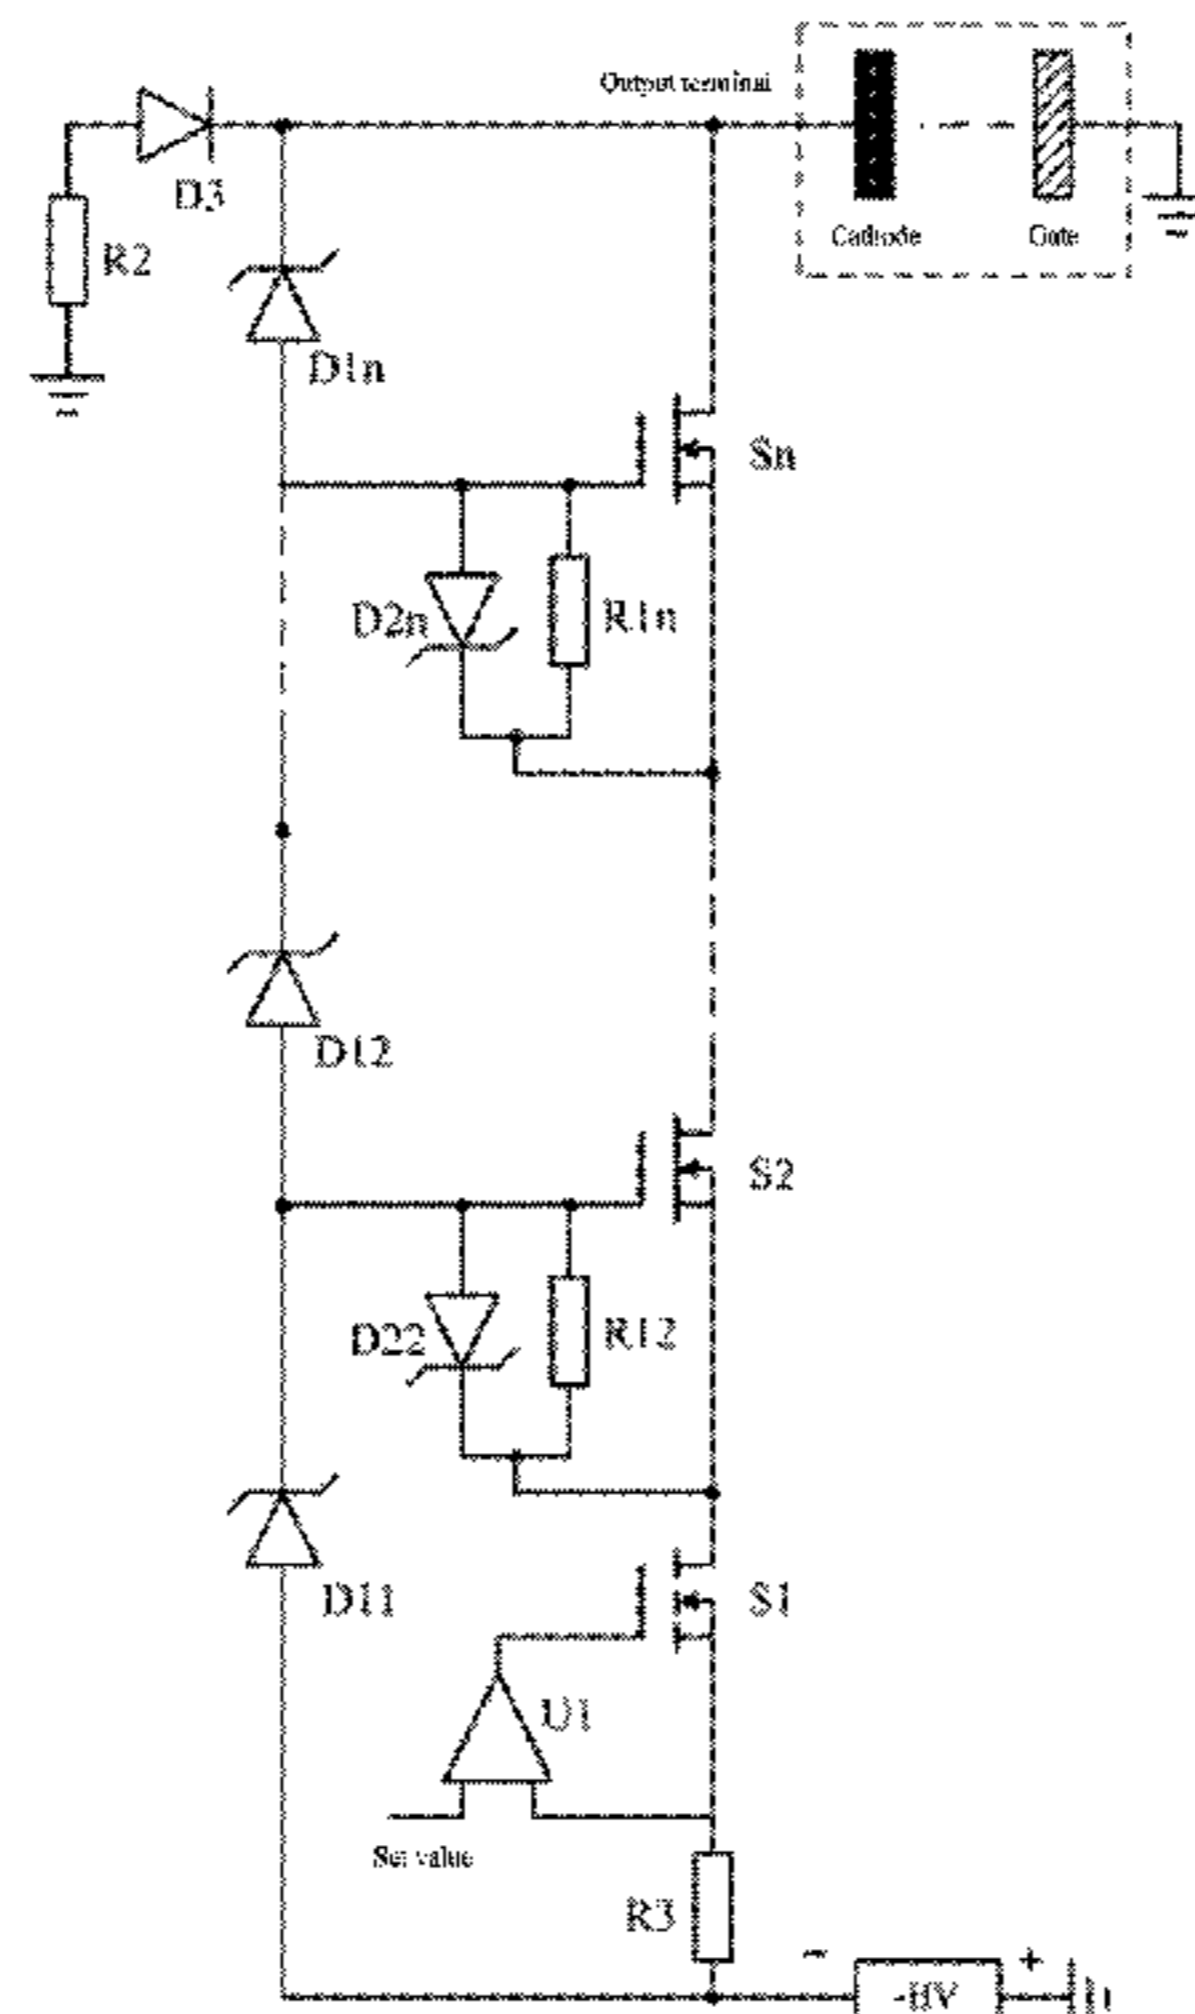 Output terminal
D3
R2
Cathode
Gate
D1n
Sn
D2n
R1n
D12
S2
D22
R12
D11
S1
U1
Set value
R3
- +
-HV